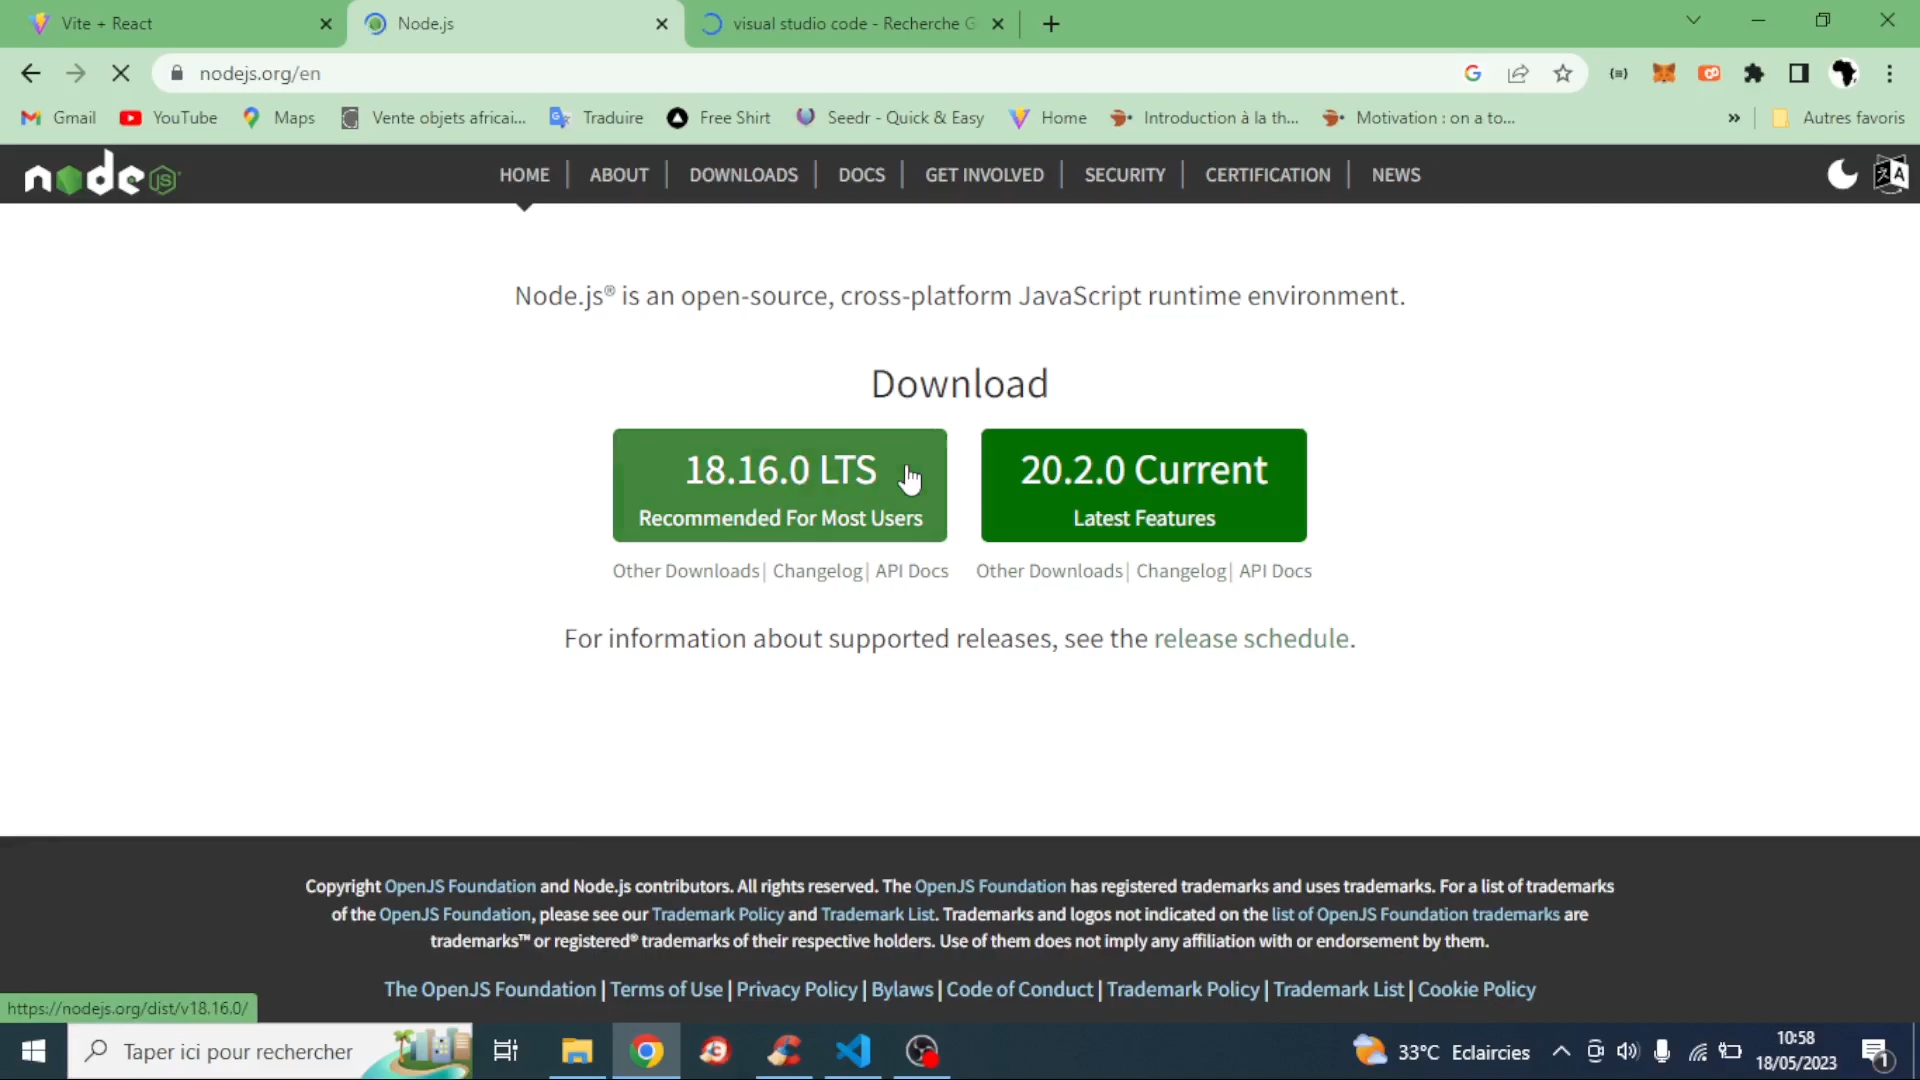 Vite + React
Node.js
visual studio code - Recherche G
nodejs.org/en
Gmail
YouTube
Maps
Vente objets africai...
Traduire
Free Shirt
Seedr - Quick & Easy
Home
Introduction à la th...
Motivation : on a to...
»
Autres favoris
node JS
HOME
ABOUT
DOWNLOADS
DOCS
GET INVOLVED
SECURITY
CERTIFICATION
NEWS
Node.js® is an open-source, cross-platform JavaScript runtime environment.
Download
18.16.0 LTS
Recommended For Most Users
20.2.0 Current
Latest Features
Other Downloads | Changelog | API Docs
Other Downloads | Changelog | API Docs
For information about supported releases, see the release schedule.
Copyright OpenJS Foundation and Node.js contributors. All rights reserved. The OpenJS Foundation has registered trademarks and uses trademarks. For a list of trademarks
of the OpenJS Foundation, please see our Trademark Policy and Trademark List. Trademarks and logos not indicated on the list of OpenJS Foundation trademarks are
trademarks™ or registered® trademarks of their respective holders. Use of them does not imply any affiliation with or endorsement by them.
The OpenJS Foundation | Terms of Use | Privacy Policy | Bylaws | Code of Conduct | Trademark Policy | Trademark List | Cookie Policy
https://nodejs.org/dist/v18.16.0/
Taper ici pour rechercher
33°C Eclaircies
10:58
18/05/2023
1